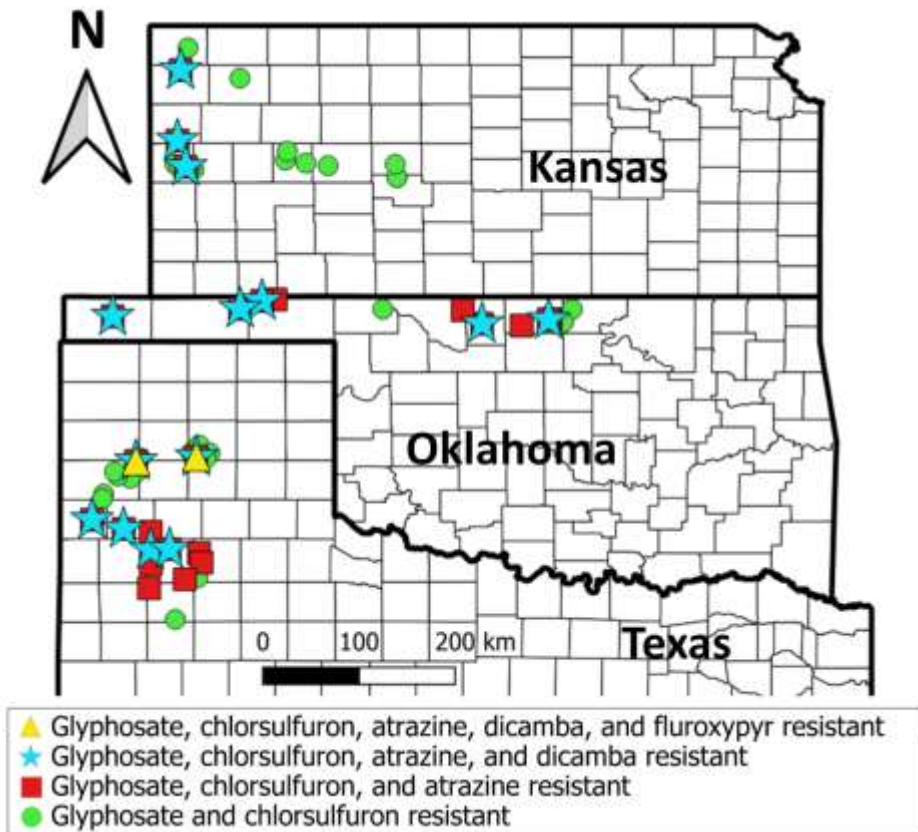 N
Kansas
Oklahoma
0 100 200 km
Texas
Glyphosate, chlorsulfuron, atrazine, dicamba, and fluroxypyr resistant
Glyphosate, chlorsulfuron, atrazine, and dicamba resistant
Glyphosate, chlorsulfuron, and atrazine resistant
Glyphosate and chlorsulfuron resistant